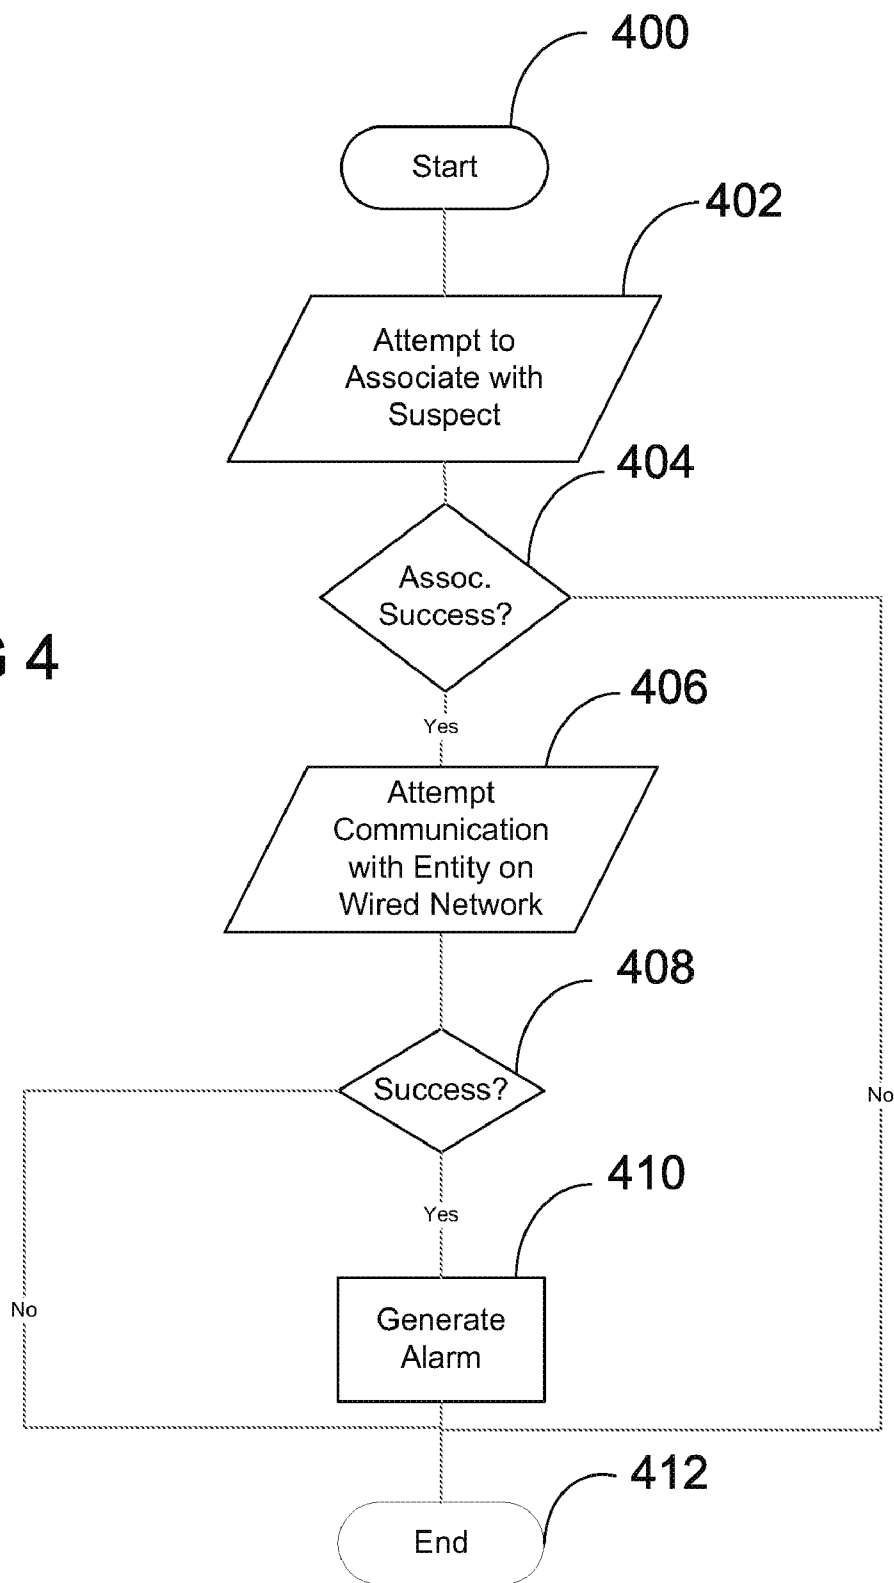 400
Start
402
Attempt to
Associate with
Suspect
404
Assoc.
Success?
4
406
Yes
Attempt
Communication
with Entity on
Wired Network
408
Success?
No
410
Yes
No
Generate
Alarm
412
End